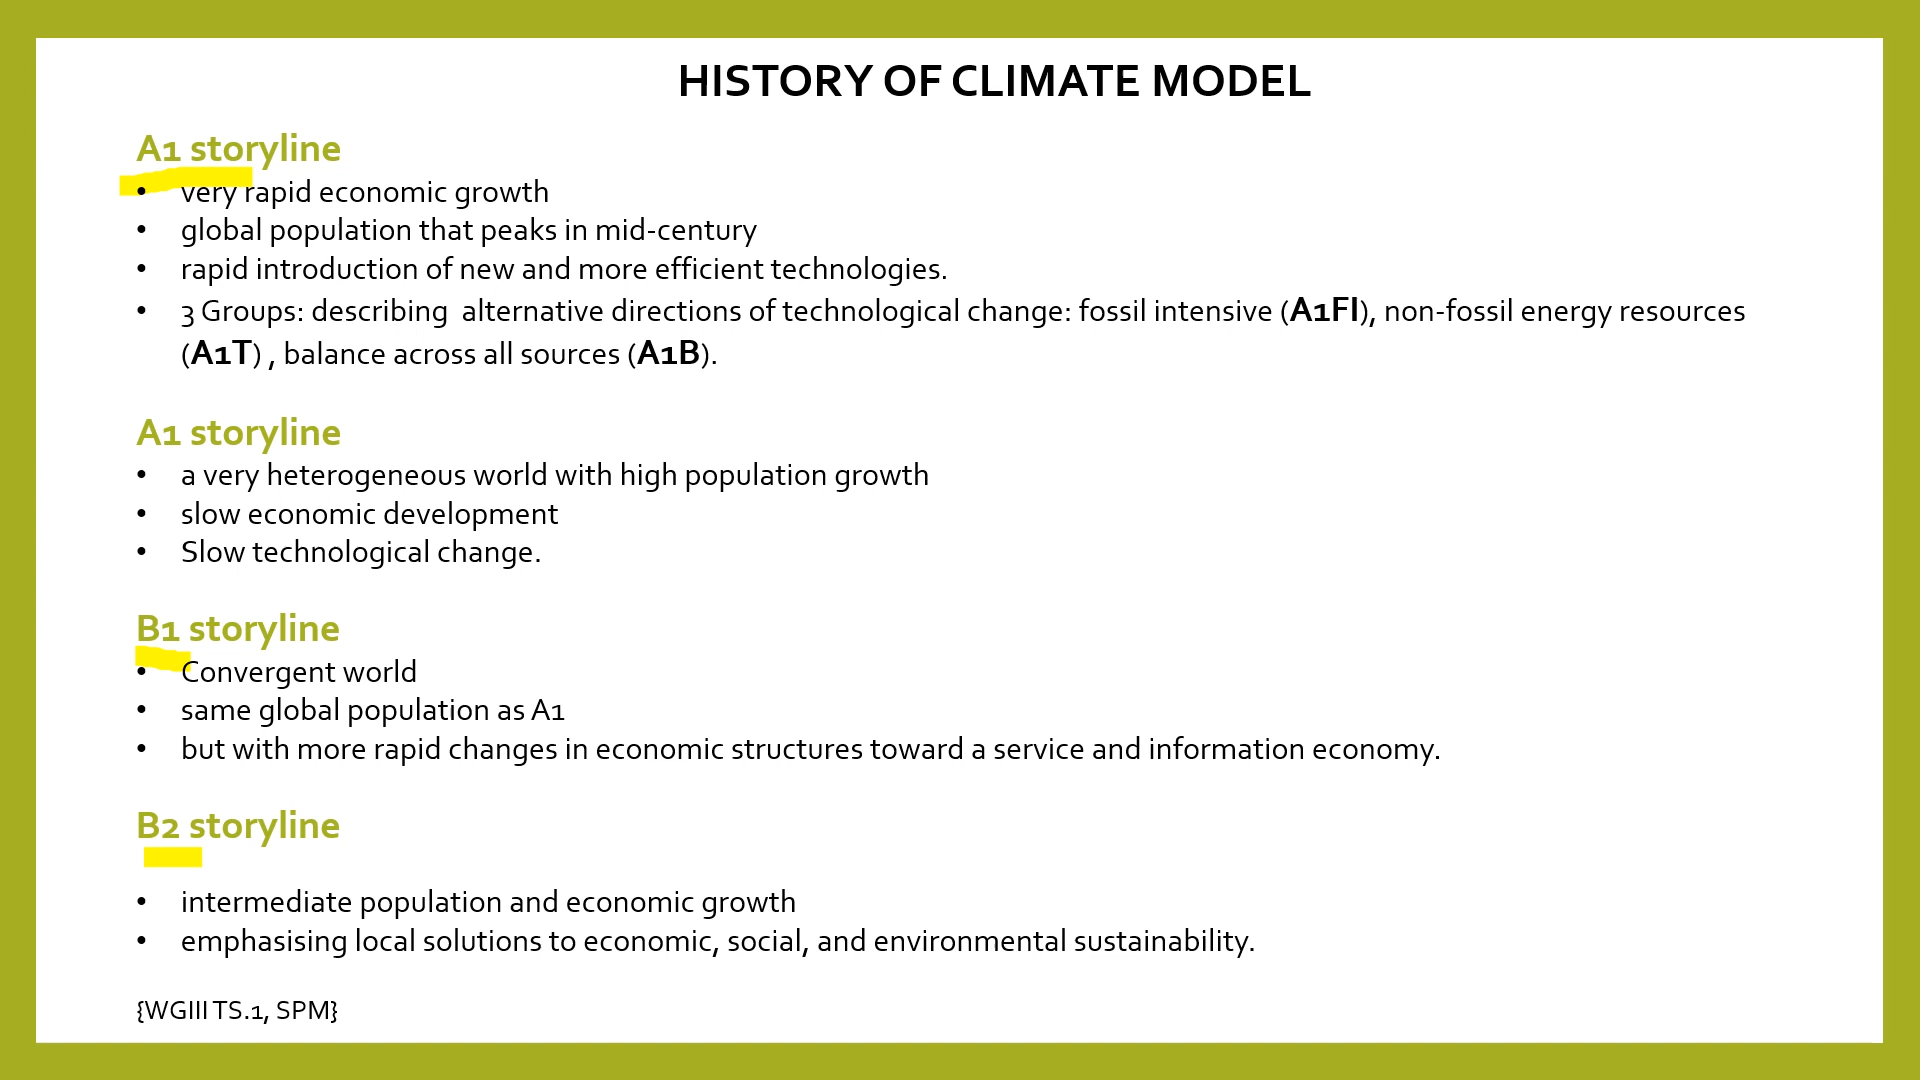 HISTORY OF CLIMATE MODEL
A1 storyline
• very rapid economic growth
• global population that peaks in mid-century
• rapid introduction of new and more efficient technologies.
• 3 Groups: describing  alternative directions of technological change: fossil intensive (A1FI), non-fossil energy resources
(A1T) , balance across all sources (A1B).
A1 storyline
• a very heterogeneous world with high population growth
• slow economic development
• Slow technological change.
B1 storyline
• Convergent world
• same global population as A1
• but with more rapid changes in economic structures toward a service and information economy.
B2 storyline
• intermediate population and economic growth
• emphasising local solutions to economic, social, and environmental sustainability.
{WGIII TS.1, SPM}